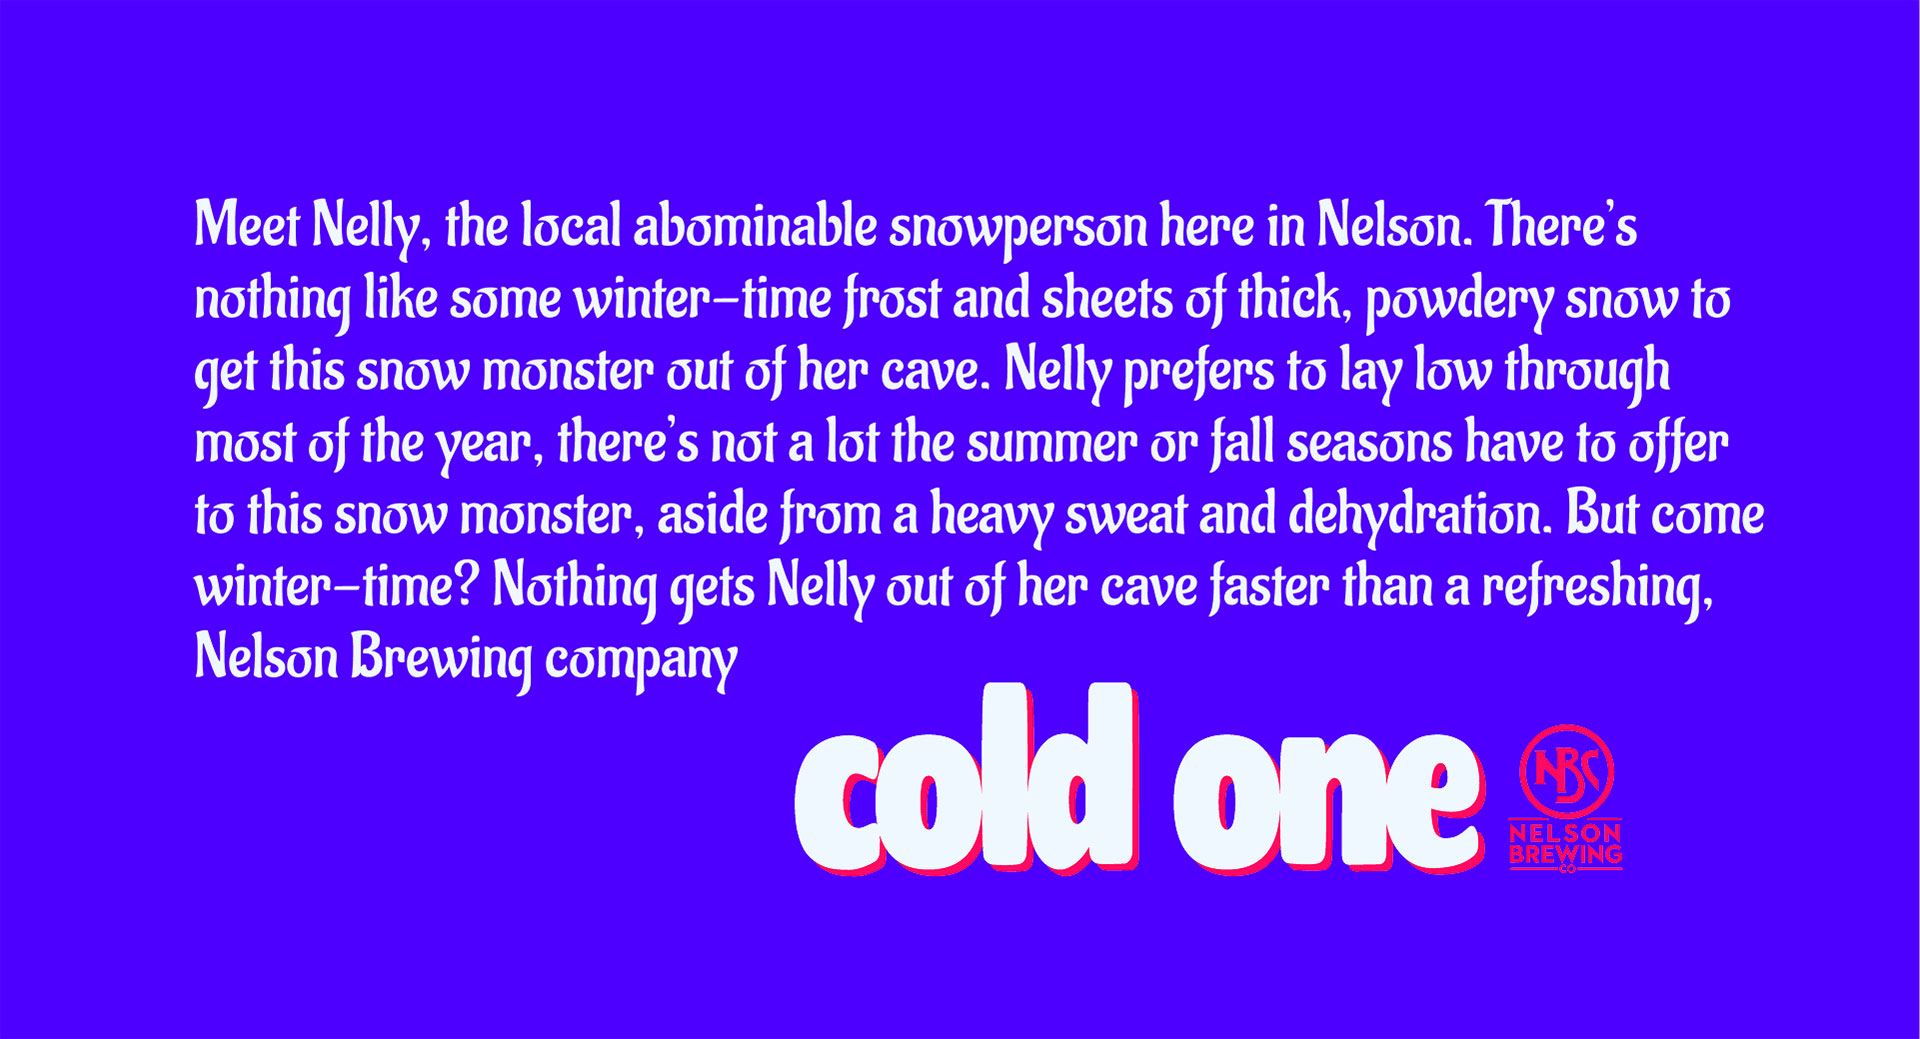 Meet Nelly, the local abominable snowperson here in Nelson. There's
nothing like some winter-time frost and sheets of thick, powdery snow to
get this snow monster out of her cave. Nelly prefers to lay low through
most of the year, there's not a lot the summer or fall seasons have to offer
to this snow monster, aside from a heavy sweat and dehydration. But come
winter-time? Nothing gets Nelly out of her cave faster than a refreshing,
Nelson Brewing company
cold one
NBC
NELSON
BREWING
CO